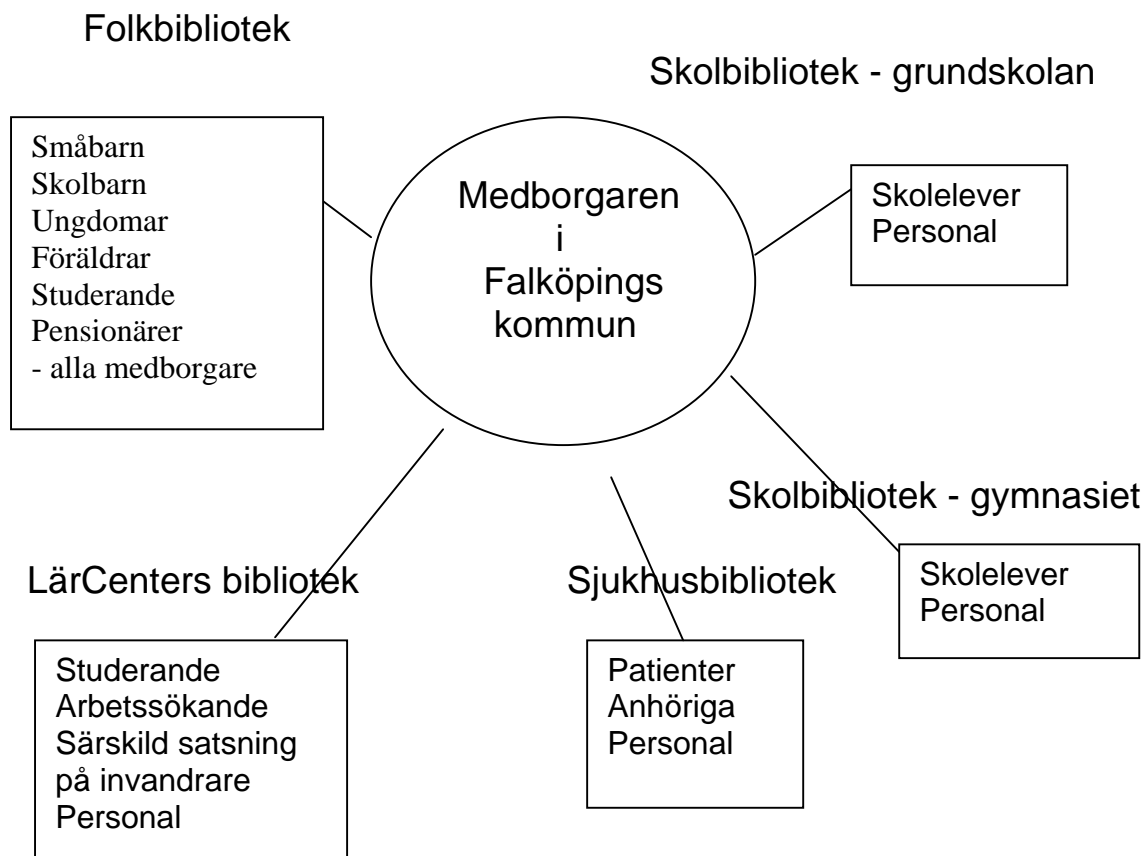 Folkbibliotek
Skolbibliotek - grundskolan
Småbarn
Skolbarn
Ungdomar
Föräldrar
Studerande
Pensionärer
- alla medborgare
Medborgaren
i
Falköpings
kommun
Skolelever
Personal
Skolbibliotek - gymnasiet
Skolelever
Personal
LärCenters bibliotek
Studerande
Arbetssökande
Särskild satsning
på invandrare
Personal
Sjukhusbibliotek
Patienter
Anhöriga
Personal